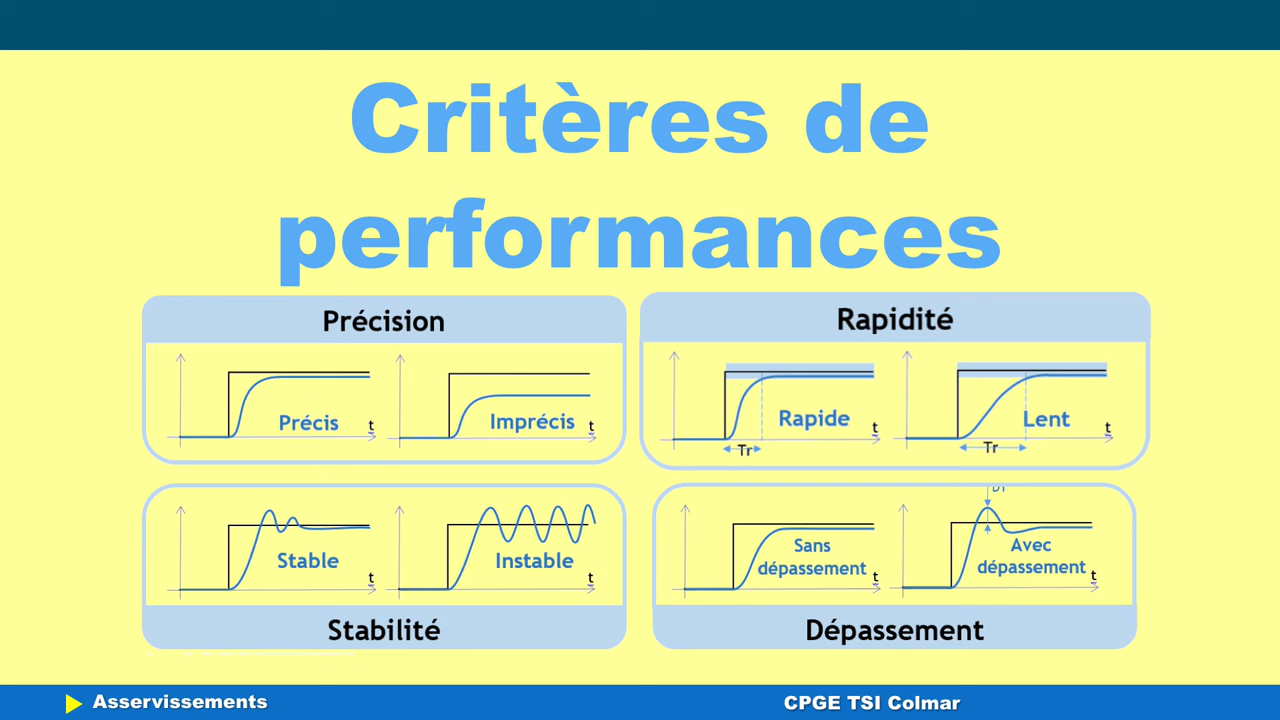 Critères de
performances
Précision
Précis
t
Imprécis
t
Rapidité
Rapide
t
Tr
Lent
t
Tr
Stable
t
Instable
t
Stabilité
Sans
dépassement
t
Avec
dépassement
t
Dépassement
Asservissements
CPGE TSI Colmar